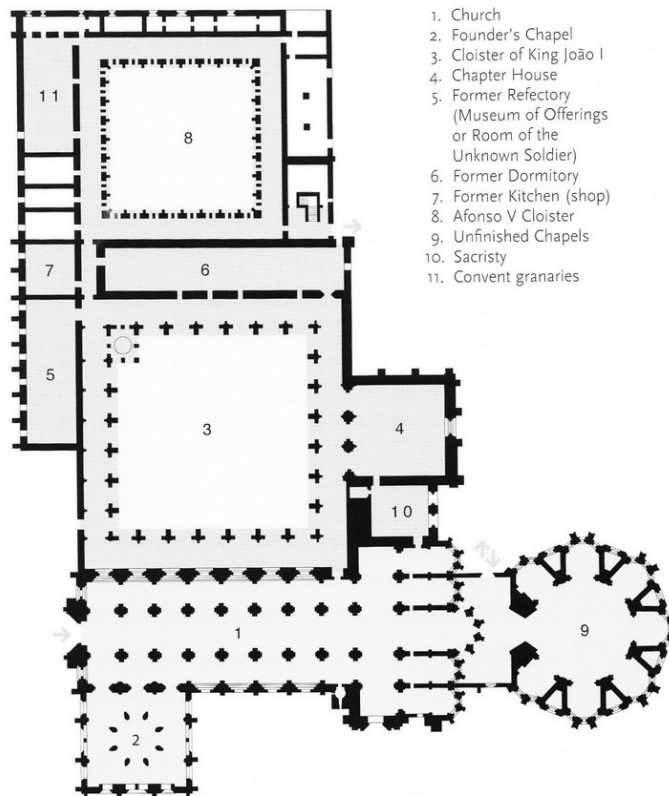 1. Church
2. Founder's Chapel
3. Cloister of King João I
4. Chapter House
5. Former Refectory
(Museum of Offerings
or Room of the
Unknown Soldier)
6. Former Dormitory
7. Former Kitchen (shop)
8. Afonso V Cloister
9. Unfinished Chapels
10. Sacristy
11. Convent granaries
11
8
7
6
5
3
4
10
1
9
2